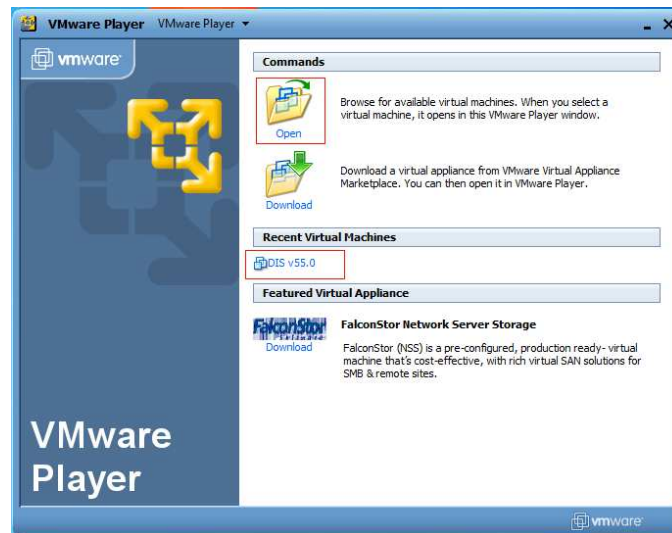 VMware Player VMware Player
vmware
Commands
Open
Browse for available virtual machines. When you select a
virtual machine, it opens in this VMware Player window.
Download
Download a virtual appliance from VMware Virtual Appliance
Marketplace. You can then open it in VMware Player.
Recent Virtual Machines
DIS v55.0
Featured Virtual Appliance
FalconStor
Download
FalconStor Network Server Storage
FalconStor (NSS) is a pre-configured, production ready- virtual
machine that's cost-effective, with rich virtual SAN solutions for
SMB & remote sites.
VMware
Player
vmware